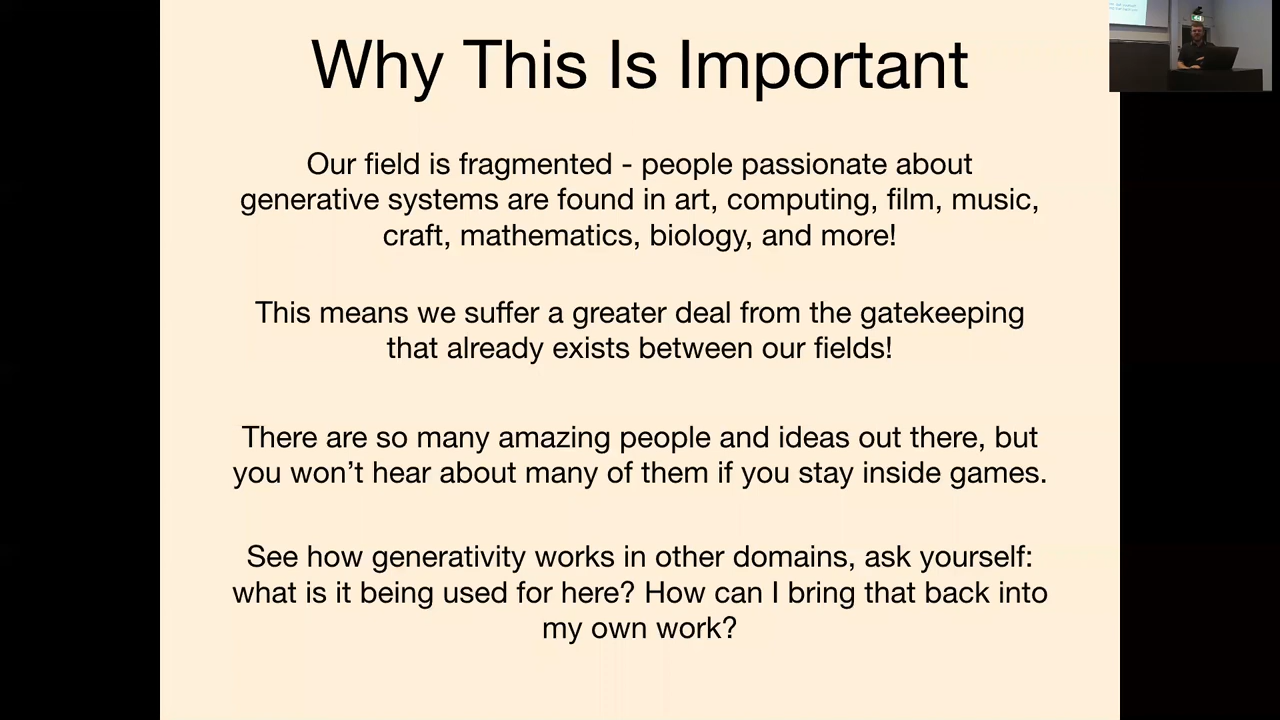 Why This Is Important
Our field is fragmented - people passionate about
generative systems are found in art, computing, film, music,
craft, mathematics, biology, and more!
This means we suffer a greater deal from the gatekeeping
that already exists between our fields!
There are so many amazing people and ideas out there, but
you won’t hear about many of them if you stay inside games.
See how generativity works in other domains, ask yourself:
what is it being used for here? How can I bring that back into
my own work?